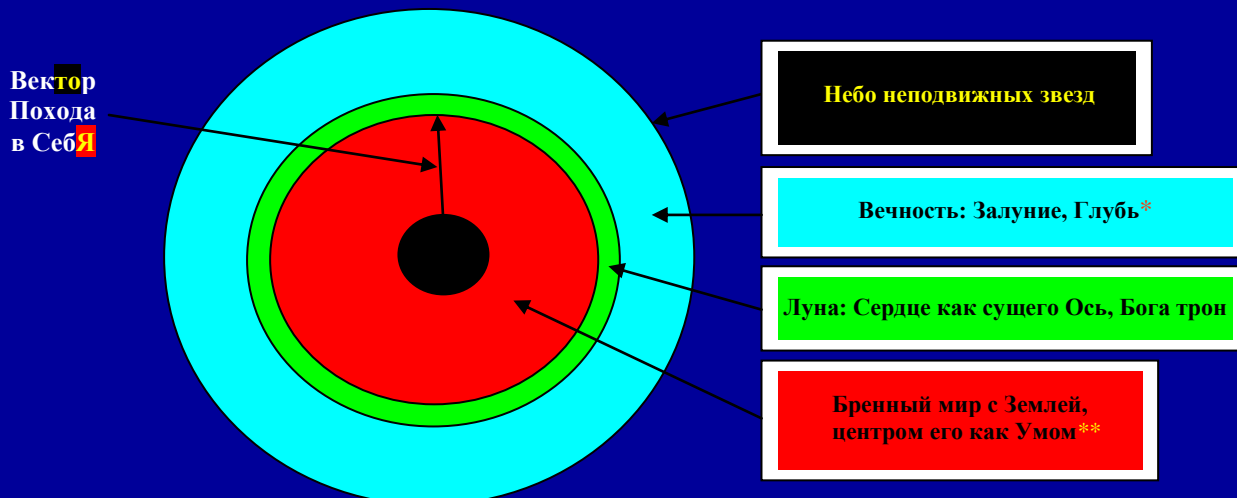 Вектор
Похода
в СебЯ
Небо неподвижных звезд
Вечность: Залуние, Глубь*
Луна: Сердце как сущего Ось, Бога трон
Бренный мир с Землей,
центром его как Умом**